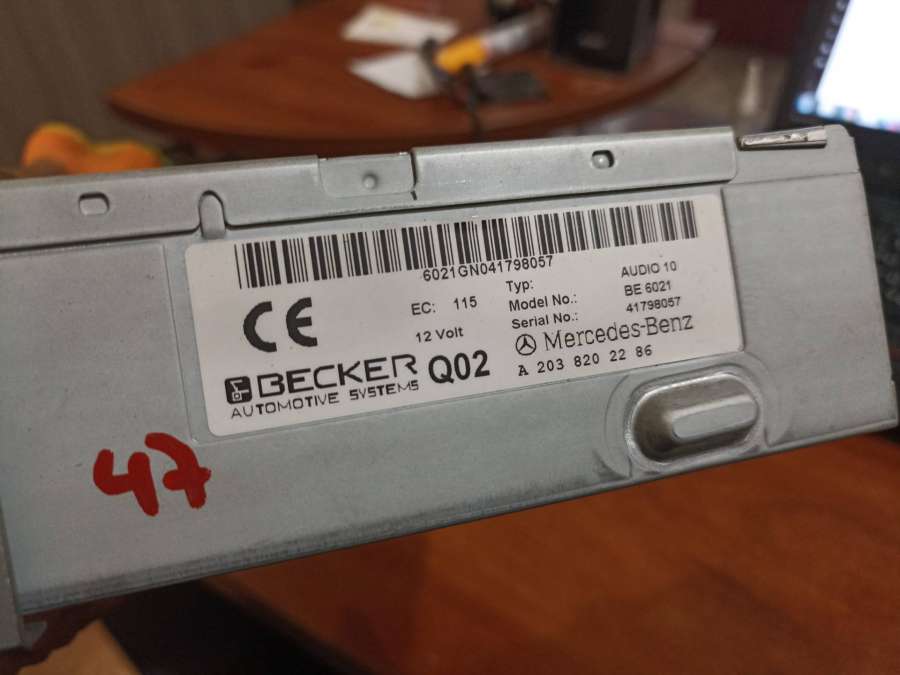 6021GN041798057
EC: 115
12 Volt
Typ: AUDIO 10
Model No.: BE 6021
Serial No.: 41798057
CE
Mercedes-Benz
BECKER Q02
AUTOMOTIVE SYSTEMS
A 203 820 22 86
47